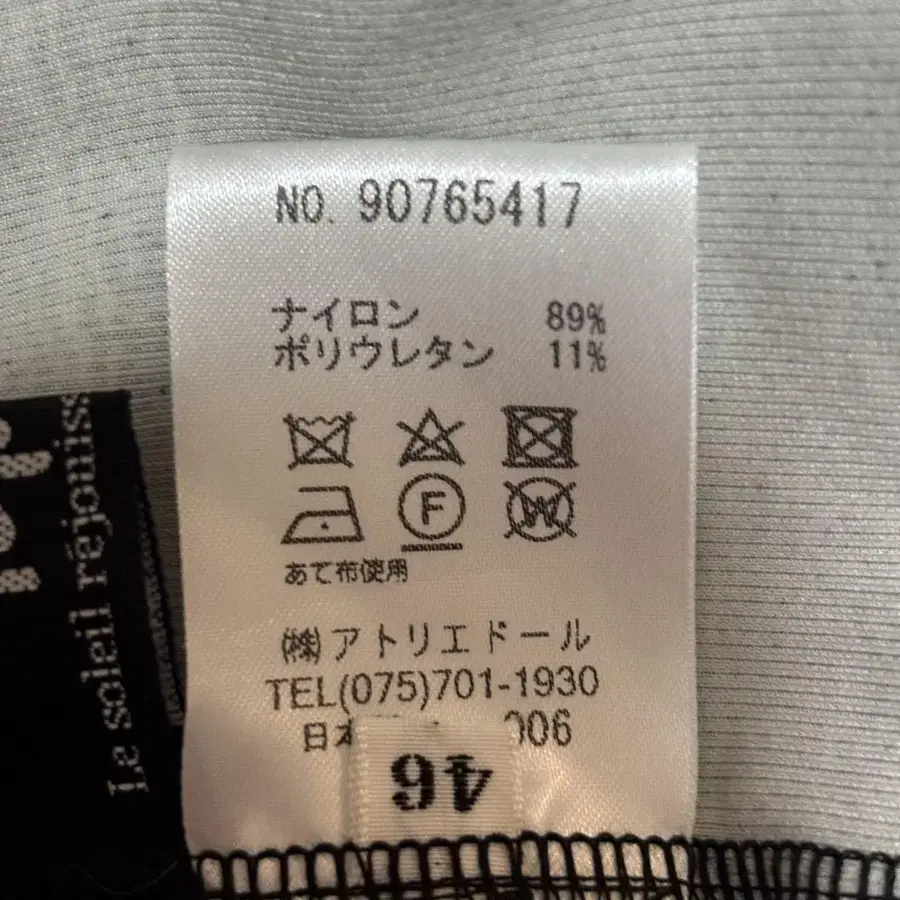 NO. 90765417
ナイロン 89%
ポリウレタン 11%
F
W
あて布使用
㈱アトリエドール
TEL(075)701-1930
日本 006
46
Le soleil réjouiss